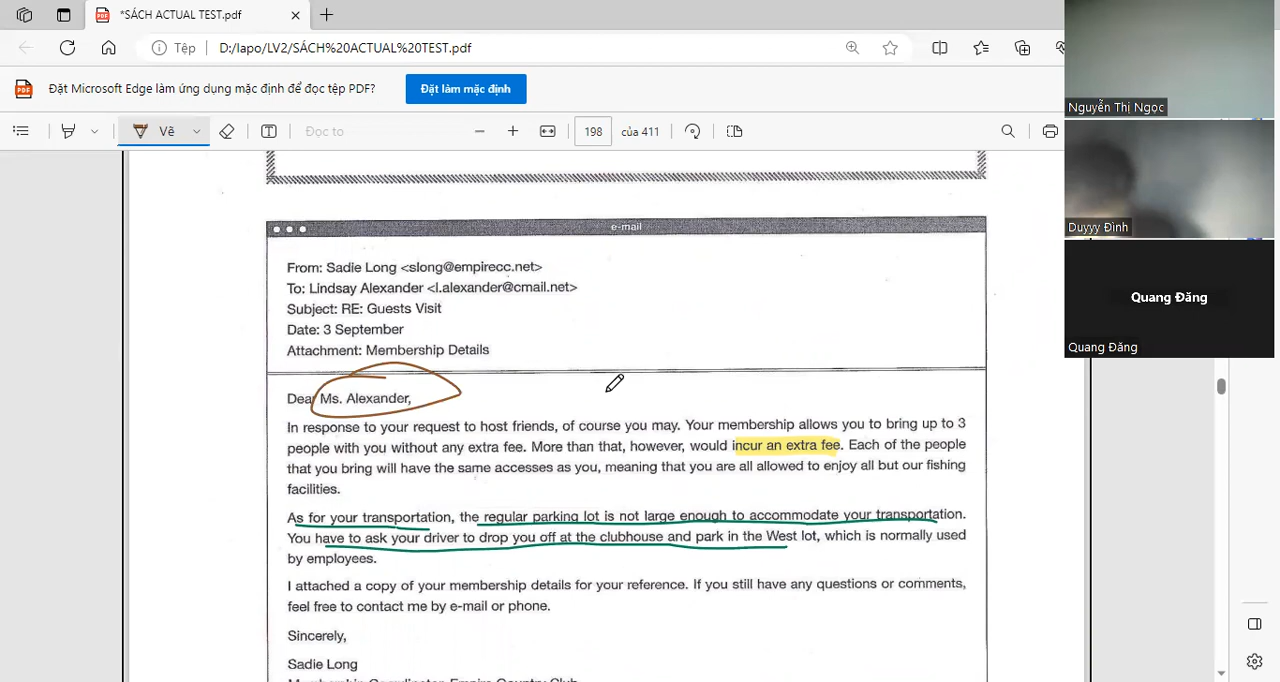 *SÁCH ACTUAL TEST.pdf
Tệp
D:/lapo/LV2/SÁCH%20ACTUAL%20TEST.pdf
Đặt Microsoft Edge làm ứng dụng mặc định để đọc tệp PDF?
Đặt làm mặc định
Vẽ
Đọc to
198
của 411
e-mail
From: Sadie Long <slong@empirecc.net>
To: Lindsay Alexander <l.alexander@cmail.net>
Subject: RE: Guests Visit
Date: 3 September
Attachment: Membership Details
Dear Ms. Alexander,
In response to your request to host friends, of course you may. Your membership allows you to bring up to 3
people with you without any extra fee. More than that, however, would incur an extra fee. Each of the people
that you bring will have the same accesses as you, meaning that you are all allowed to enjoy all but our fishing
facilities.
As for your transportation, the regular parking lot is not large enough to accommodate your transportation.
You have to ask your driver to drop you off at the clubhouse and park in the West lot, which is normally used
by employees.
I attached a copy of your membership details for your reference. If you still have any questions or comments,
feel free to contact me by e-mail or phone.
Sincerely,
Sadie Long
Membership Coordinator, Empire Country Club
Nguyễn Thị Ngọc
Duyyy Đình
Quang Đăng
Quang Đăng